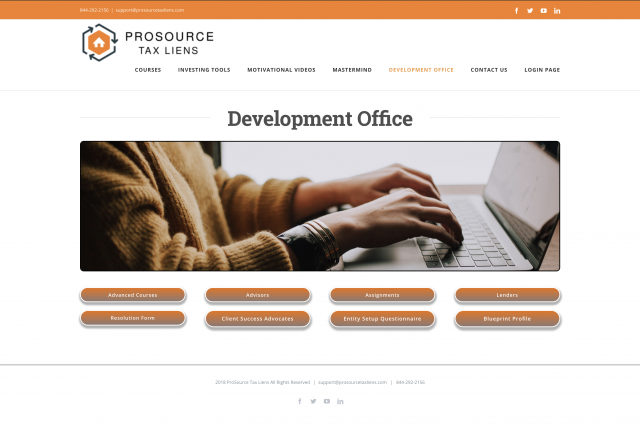 844-292-2156 | support@prosourcetaxliens.com
PROSOURCE
TAX LIENS
COURSES INVESTING TOOLS MOTIVATIONAL VIDEOS MASTERMIND DEVELOPMENT OFFICE CONTACT US LOGIN PAGE
Development Office
Advanced Courses Advisors Assignments Lenders
Resolution Form Client Success Advocates Entity Setup Questionnaire Blueprint Profile
2019 ProSource Tax Liens All Rights Reserved | support@prosourcetaxliens.com | 844-292-2156